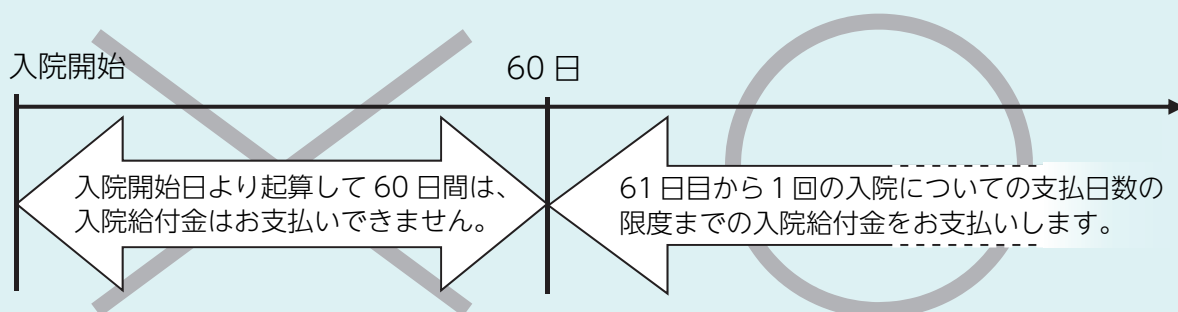 入院開始
60 日
入院開始日より起算して 60 日間は、
入院給付金はお支払いできません。
61 日目から 1 回の入院についての支払日数の
限度までの入院給付金をお支払いします。